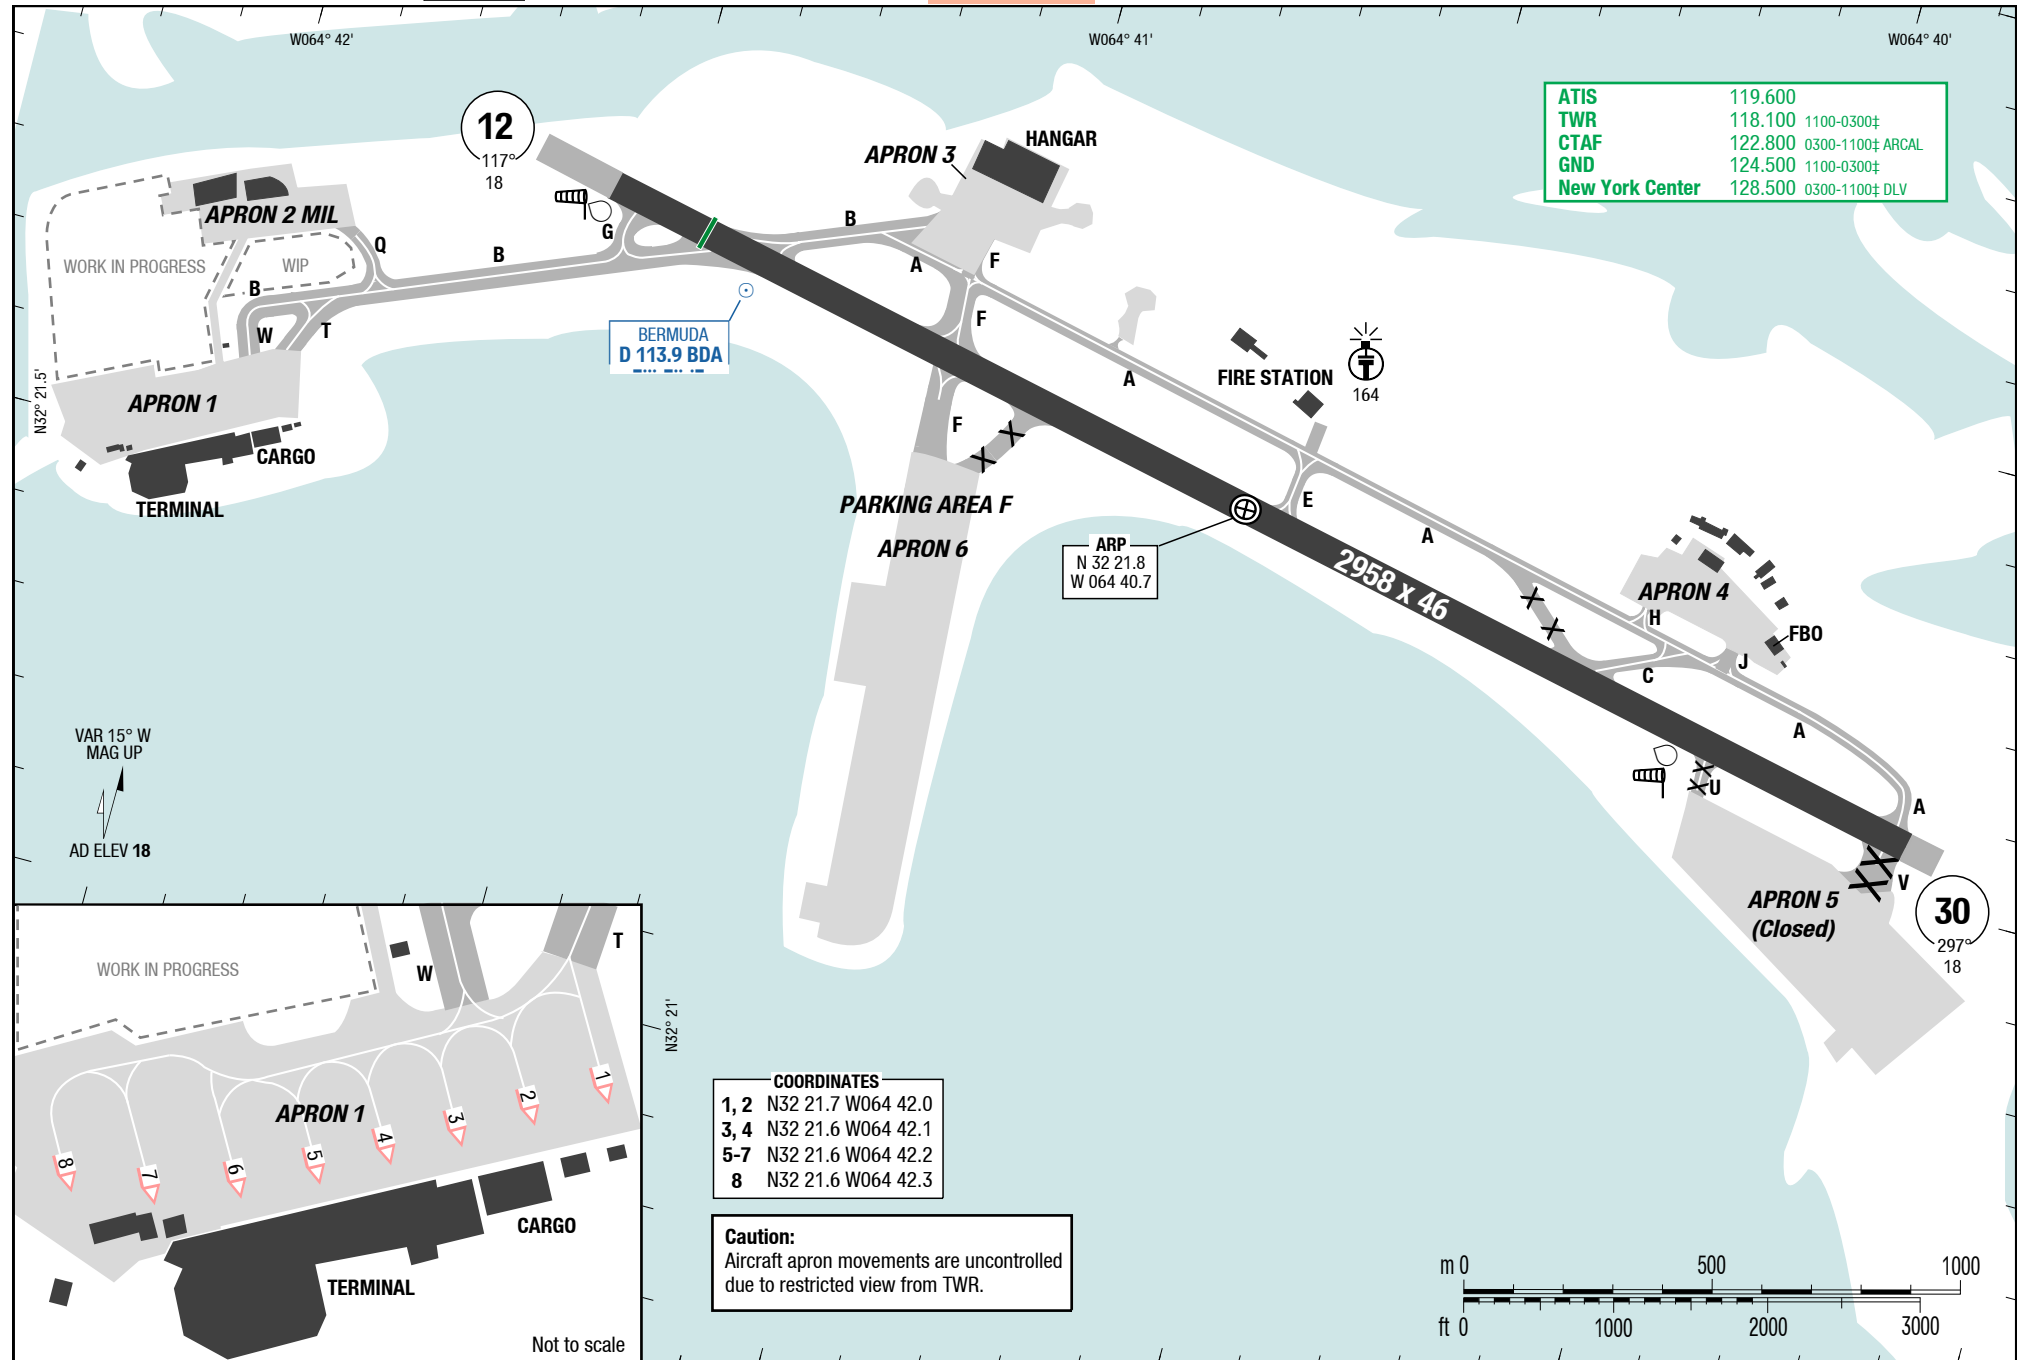 W064° 42'
W064° 41'
W064° 40'
ATIS 119.600
TWR 118.100 1100-0300‡
CTAF 122.800 0300-1100‡ ARCAL
GND 124.500 1100-0300‡
New York Center 128.500 0300-1100‡ DLV
12
117°
18
HANGAR
APRON 3
APRON 2 MIL
WORK IN PROGRESS
WIP
Q
B
B
G
B
A
F
W
T
F
BERMUDA
D 113.9 BDA
N32° 21.5'
APRON 1
CARGO
TERMINAL
A
FIRE STATION
164
F
PARKING AREA F
APRON 6
E
ARP
N 32 21.8
W 064 40.7
A
2958 x 46
APRON 4
H
FBO
J
C
A
U
A
V
APRON 5
(Closed)
30
297°
18
VAR 15° W
MAG UP
AD ELEV 18
WORK IN PROGRESS
W
T
N32° 21'
APRON 1
1
2
3
4
5
6
7
8
CARGO
TERMINAL
Not to scale
COORDINATES
1, 2 N32 21.7 W064 42.0
3, 4 N32 21.6 W064 42.1
5-7 N32 21.6 W064 42.2
8 N32 21.6 W064 42.3
Caution:
Aircraft apron movements are uncontrolled
due to restricted view from TWR.
m 0 500 1000
ft 0 1000 2000 3000